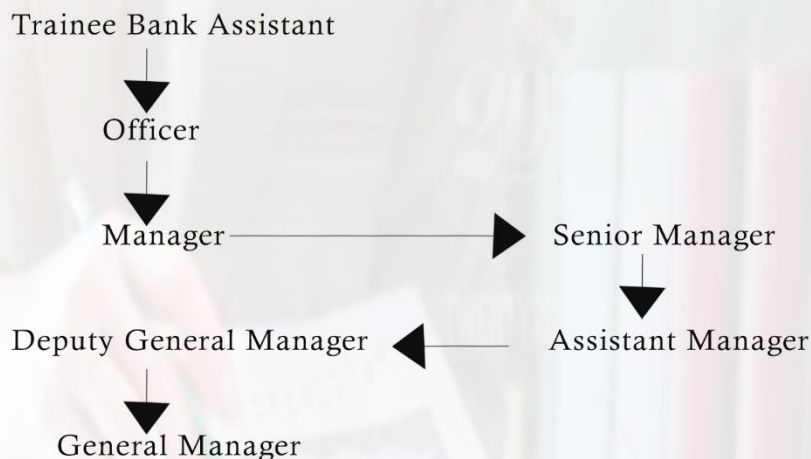 Trainee Bank Assistant
Officer
Manager
Senior Manager
Assistant Manager
Deputy General Manager
General Manager